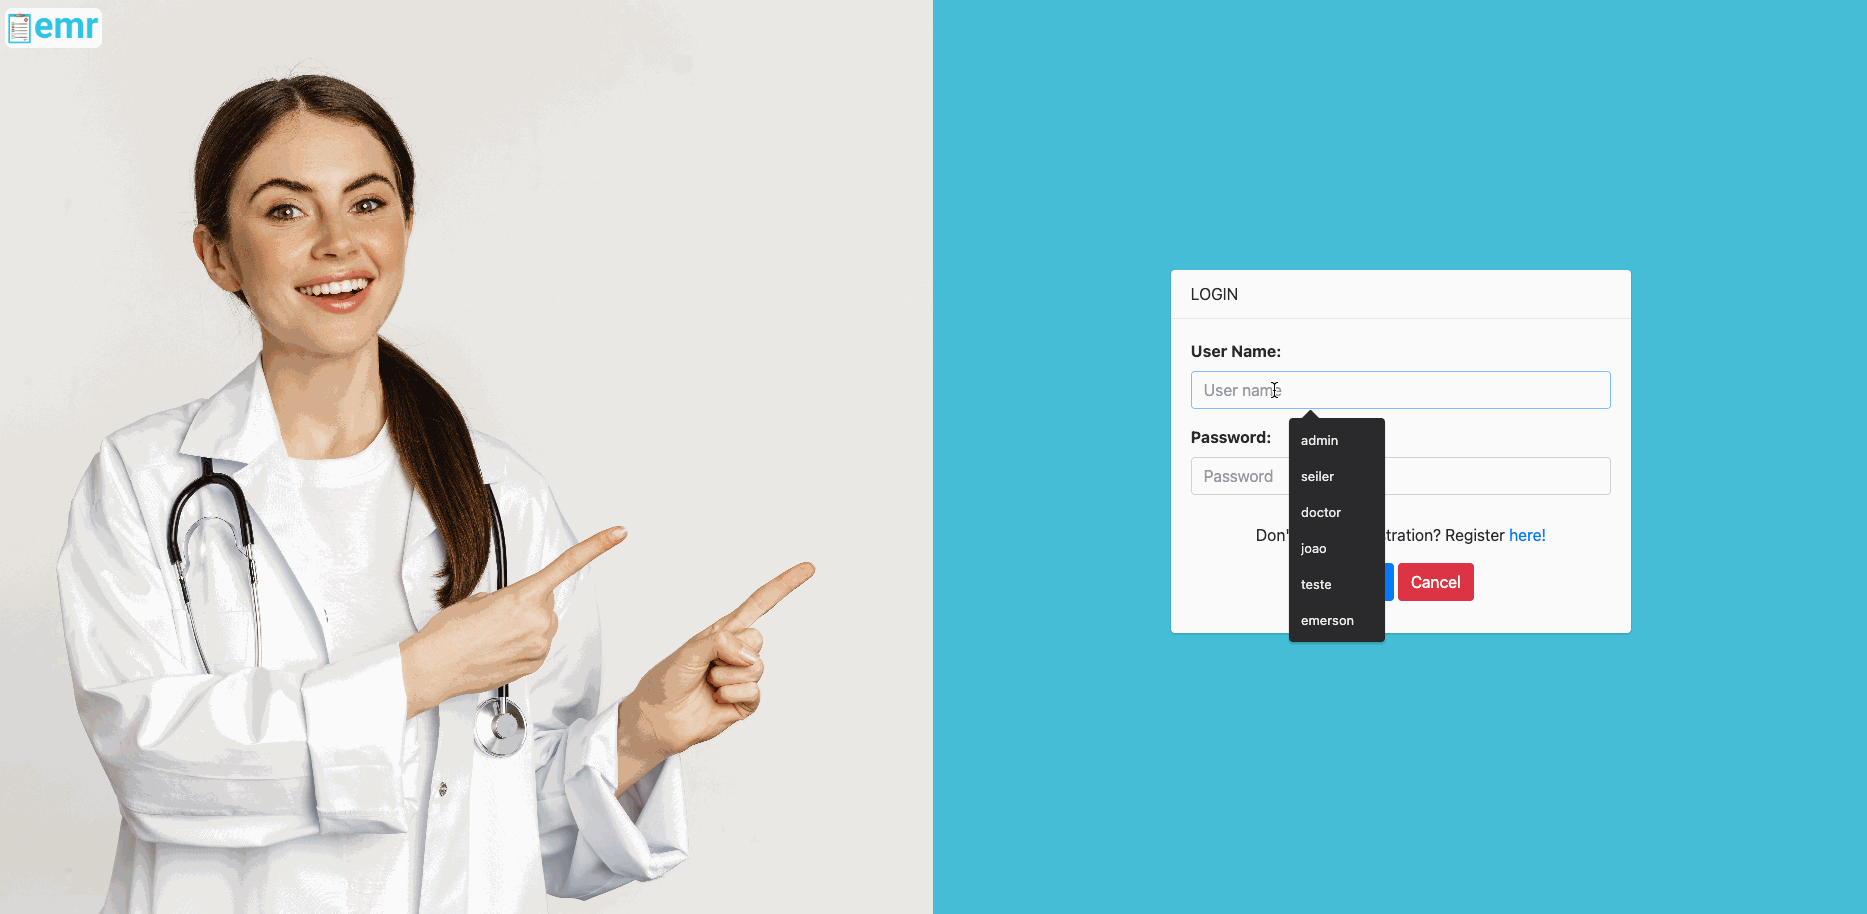 emr
LOGIN
User Name:
User name
admin
Password:
seiler
Password
doctor
Don' tration? Register here!
joao
teste
Cancel
emerson